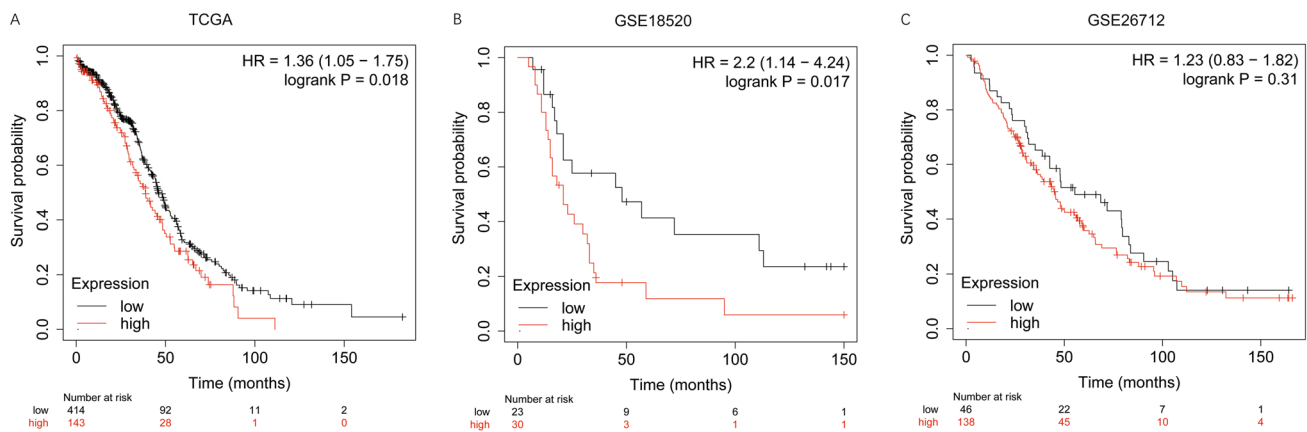 A
TCGA
HR = 1.36 (1.05 − 1.75)
logrank P = 0.018
Survival probability
1.0
0.8
0.6
0.4
0.2
0.0
Expression
low
high
0 50 100 150
Time (months)
Number at risk
low 414 92 11 2
high 143 28 1 0
B
GSE18520
HR = 2.2 (1.14 − 4.24)
logrank P = 0.017
Survival probability
1.0
0.8
0.6
0.4
0.2
0.0
Expression
low
high
0 50 100 150
Time (months)
Number at risk
low 23 9 6 1
high 30 3 1 1
C
GSE26712
HR = 1.23 (0.83 − 1.82)
logrank P = 0.31
Survival probability
1.0
0.8
0.6
0.4
0.2
0.0
Expression
low
high
0 50 100 150
Time (months)
Number at risk
low 46 22 7 1
high 138 45 10 4